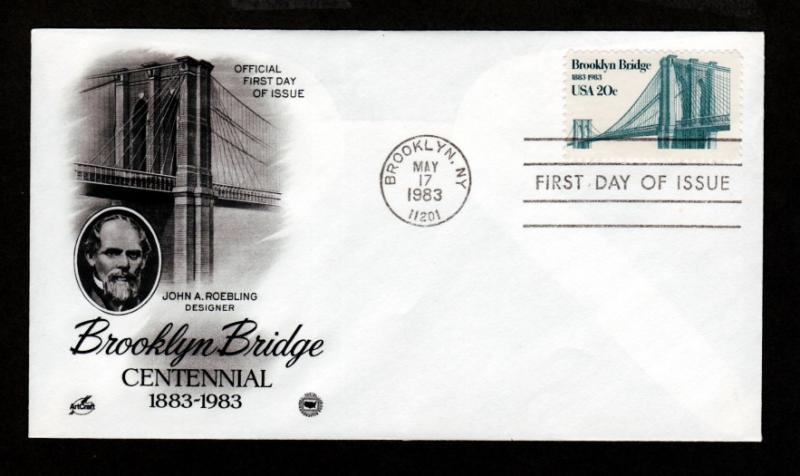 OFFICIAL
FIRST DAY
OF ISSUE
JOHN A. ROEBLING
DESIGNER
Brooklyn Bridge
CENTENNIAL
1883-1983
ArtCraft
BROOKLYN, NY
MAY
17
1983
11201
Brooklyn Bridge
1883 1983
USA 20c
FIRST DAY OF ISSUE